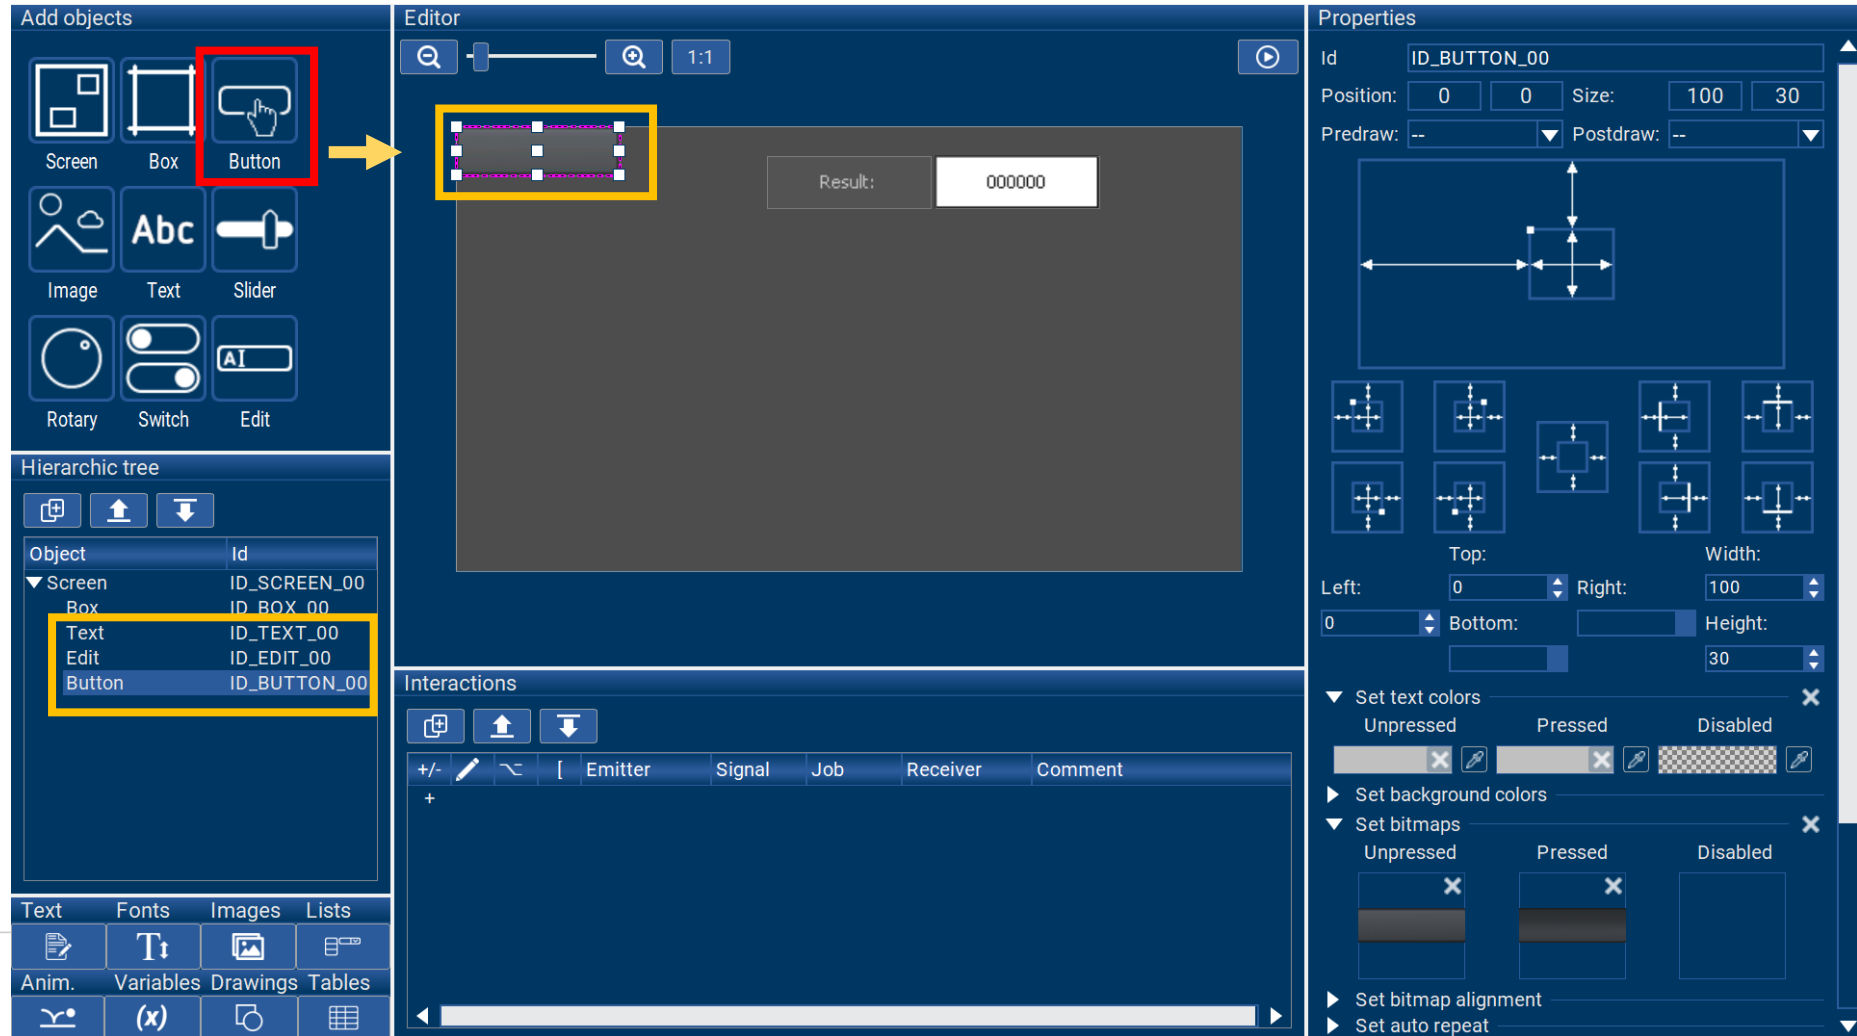 Add objects
Screen Box Button
Image Text Slider
Abc
Rotary Switch Edit
AI
Hierarchic tree
Object Id
Screen ID_SCREEN_00
Box ID_BOX_00
Text ID_TEXT_00
Edit ID_EDIT_00
Button ID_BUTTON_00
Text Fonts Images Lists
Anim. Variables Drawings Tables
(x)
Editor
1:1
Result: 000000
Interactions
+/- [ Emitter Signal Job Receiver Comment
+
Properties
Id ID_BUTTON_00
Position: 0 0 Size: 100 30
Predraw: -- Postdraw: --
Top: Width:
Left: 0 Right: 100
0 Bottom: Height:
30
Set text colors
Unpressed Pressed Disabled
Set background colors
Set bitmaps
Unpressed Pressed Disabled
Set bitmap alignment
Set auto repeat